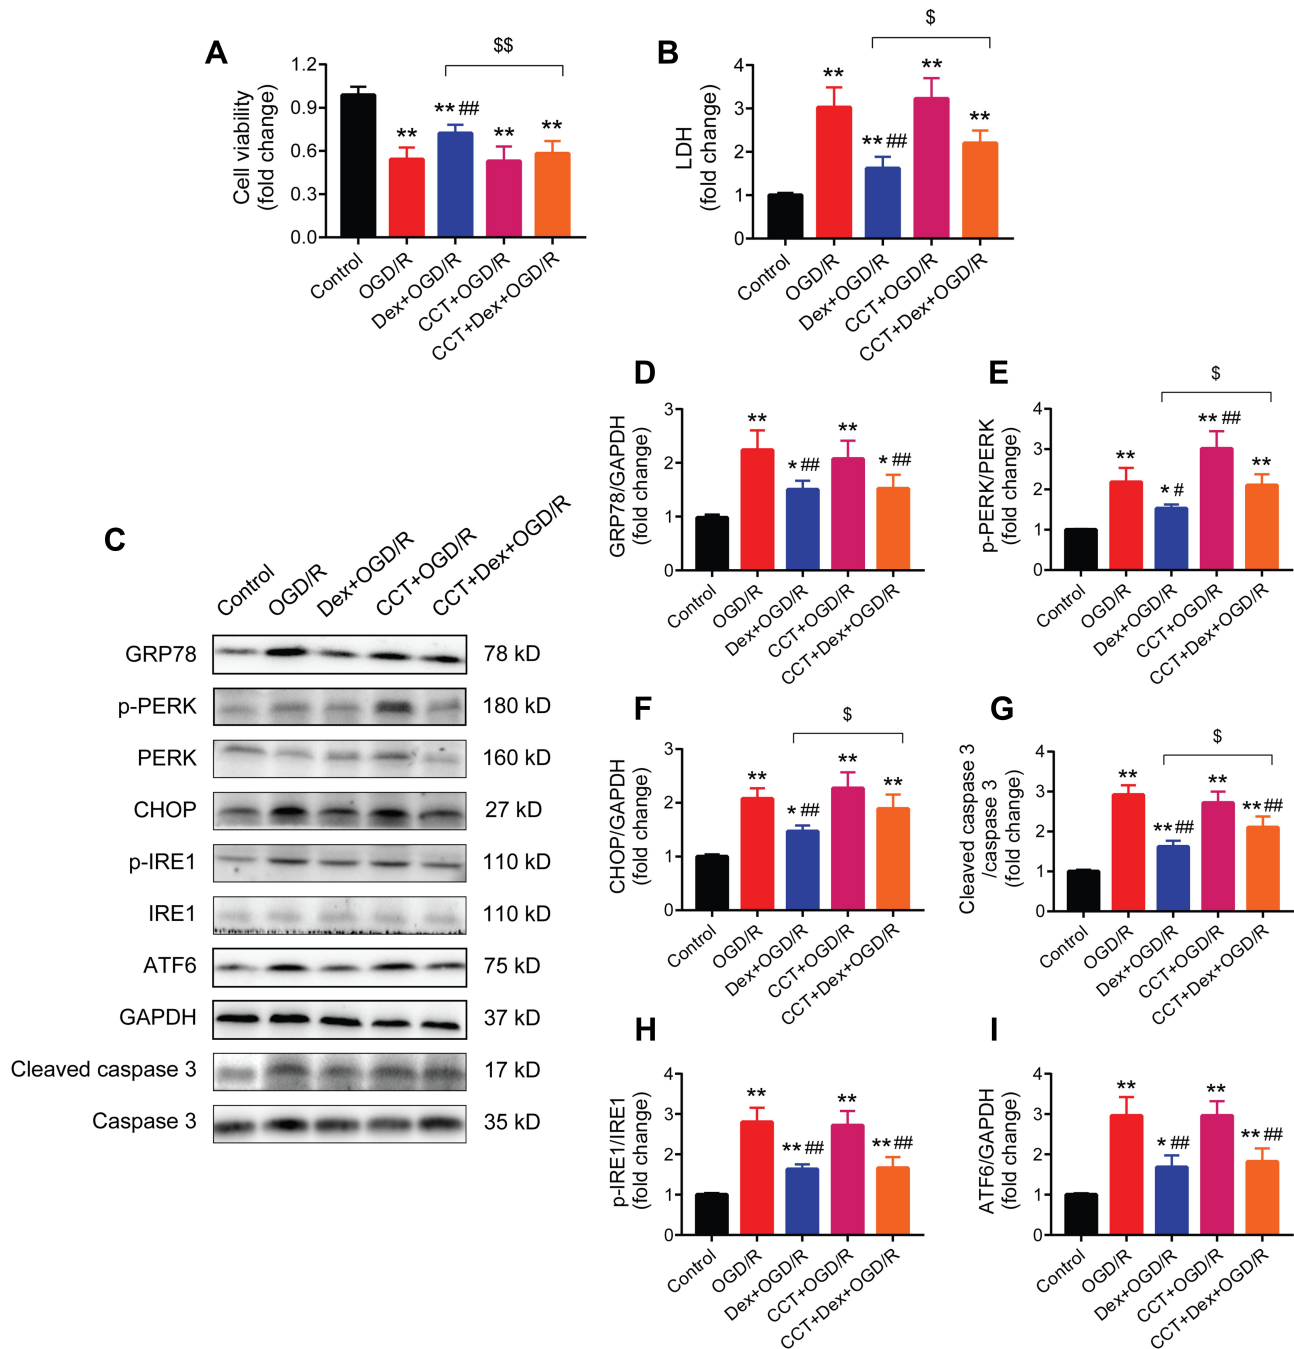 A
$$
Cell viability
(fold change)
1.2
0.9
0.6
0.3
0.0
**
** ##
**
**
Control
OGD/R
Dex+OGD/R
CCT+OGD/R
CCT+Dex+OGD/R
B
$
LDH
(fold change)
4
3
2
1
0
**
** ##
**
**
Control
OGD/R
Dex+OGD/R
CCT+OGD/R
CCT+Dex+OGD/R
C
Control
OGD/R
Dex+OGD/R
CCT+OGD/R
CCT+Dex+OGD/R
GRP78 78 kD
p-PERK 180 kD
PERK 160 kD
CHOP 27 kD
p-IRE1 110 kD
IRE1 110 kD
ATF6 75 kD
GAPDH 37 kD
Cleaved caspase 3 17 kD
Caspase 3 35 kD
D
GRP78/GAPDH
(fold change)
3
2
1
0
**
* ##
**
* ##
Control
OGD/R
Dex+OGD/R
CCT+OGD/R
CCT+Dex+OGD/R
E
$
p-PERK/PERK
(fold change)
4
3
2
1
0
**
* #
** ##
**
Control
OGD/R
Dex+OGD/R
CCT+OGD/R
CCT+Dex+OGD/R
F
$
CHOP/GAPDH
(fold change)
3
2
1
0
**
* ##
**
**
Control
OGD/R
Dex+OGD/R
CCT+OGD/R
CCT+Dex+OGD/R
G
$
Cleaved caspase 3
/caspase 3
(fold change)
4
3
2
1
0
**
** ##
**
** ##
Control
OGD/R
Dex+OGD/R
CCT+OGD/R
CCT+Dex+OGD/R
H
p-IRE1/IRE1
(fold change)
4
3
2
1
0
**
** ##
**
** ##
Control
OGD/R
Dex+OGD/R
CCT+OGD/R
CCT+Dex+OGD/R
I
ATF6/GAPDH
(fold change)
4
3
2
1
0
**
* ##
**
** ##
Control
OGD/R
Dex+OGD/R
CCT+OGD/R
CCT+Dex+OGD/R